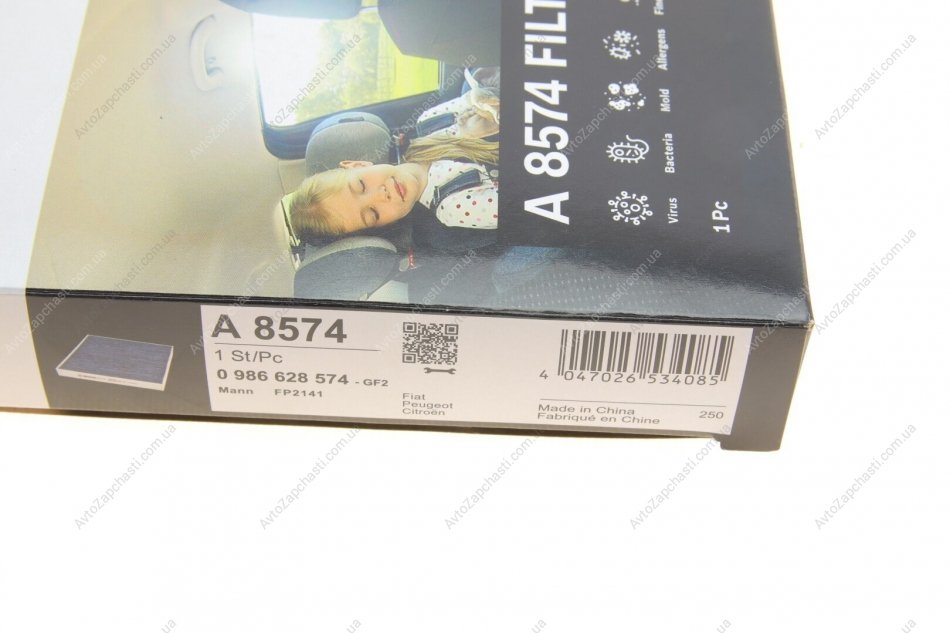 A 8574 FILT
Allergens
Mold
Bacteria
Virus
1 Pc
A 8574
1 St/Pc
0 986 628 574 - GF2
Mann FP2141
Fiat
Peugeot
Citroën
4 047026 534085
Made in China
Fabriqué en Chine
250
AvtoZapchasti.com.ua